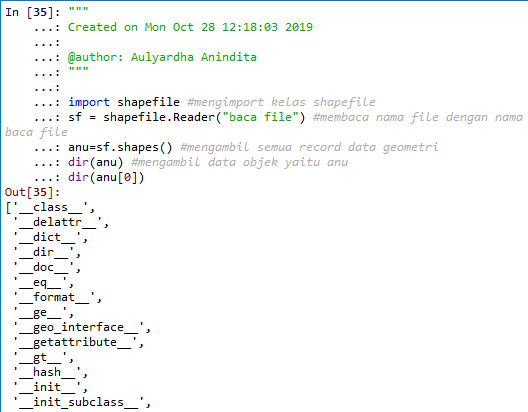 In [35]: """
...: Created on Mon Oct 28 12:18:03 2019
...:
...: @author: Aulyardha Anindita
...: """
...:
...: import shapefile #mengimport kelas shapefile
...: sf = shapefile.Reader("baca file") #membaca nama file dengan nama
baca file
...: anu=sf.shapes() #mengambil semua record data geometri
...: dir(anu) #mengambil data objek yaitu anu
...: dir(anu[0])
Out[35]:
['__class__',
'__delattr__',
'__dict__',
'__dir__',
'__doc__',
'__eq__',
'__format__',
'__ge__',
'__geo_interface__',
'__getattribute__',
'__gt__',
'__hash__',
'__init__',
'__init_subclass__',